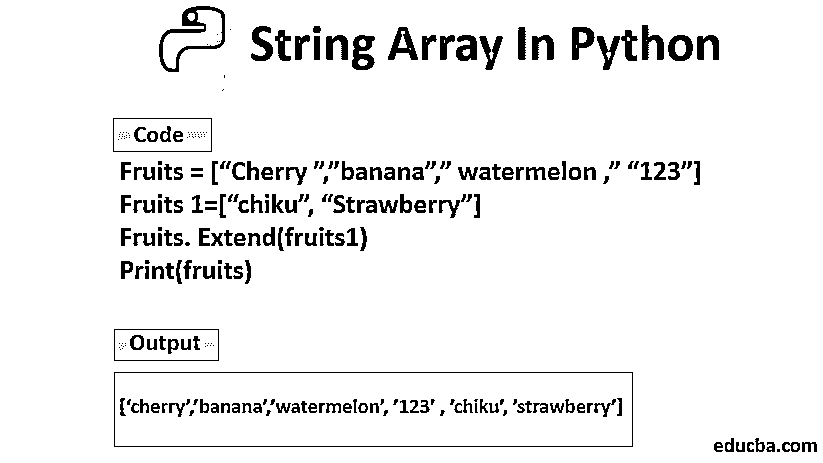 String Array In Python
Code
Fruits = [“Cherry ”,”banana”,” watermelon ,” “123”]
Fruits 1=[“chiku”, “Strawberry”]
Fruits. Extend(fruits1)
Print(fruits)
Output
[‘cherry’,’banana’,’watermelon’, ’123’ , ’chiku’, ’strawberry’]
educba.com